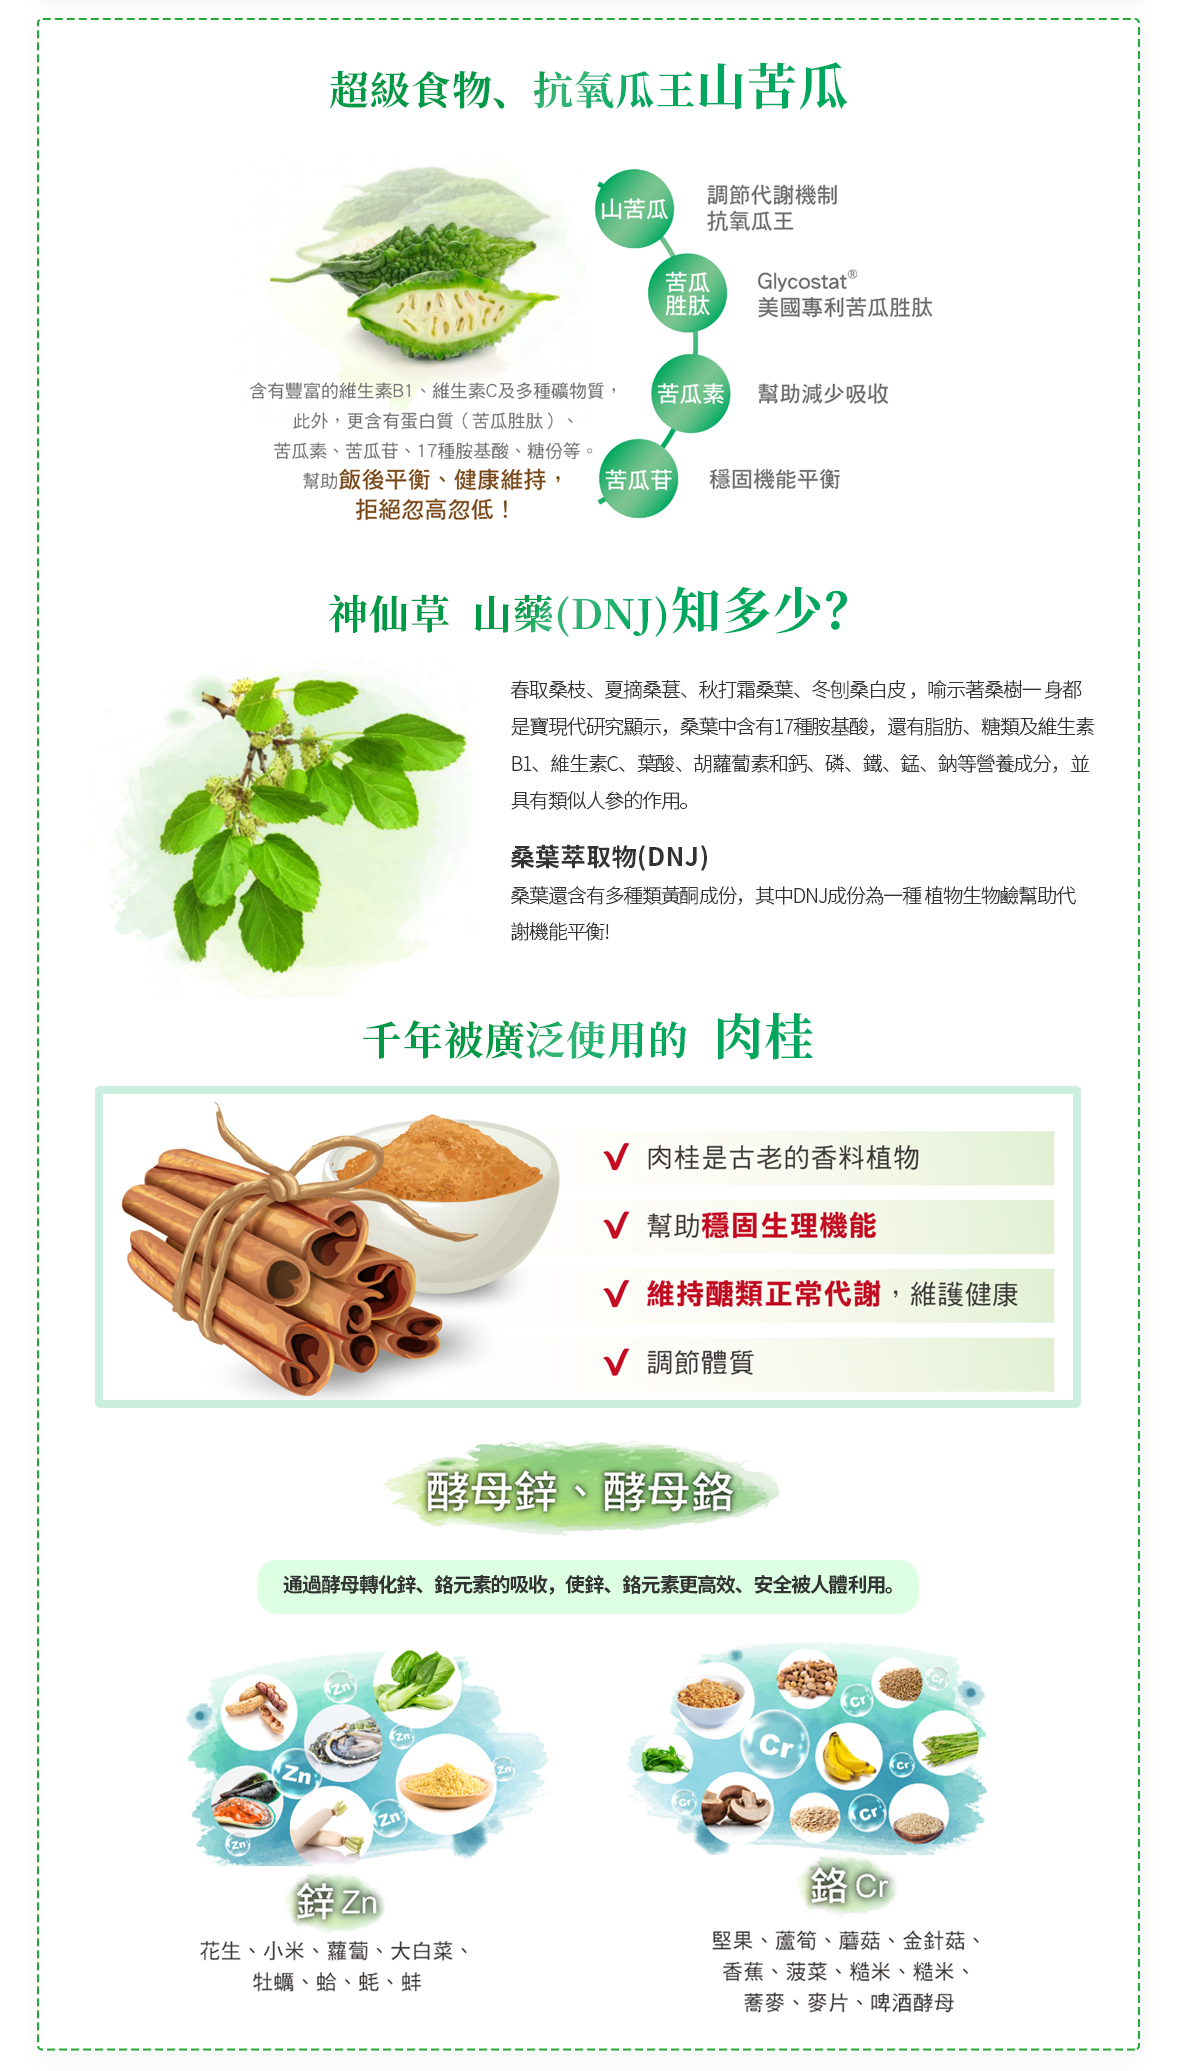 超級食物、抗氧瓜王山苦瓜
山苦瓜
調節代謝機制
抗氧瓜王
苦瓜
胜肽
Glycostat®
美國專利苦瓜胜肽
苦瓜素
幫助減少吸收
苦瓜苷
穩固機能平衡
含有豐富的維生素B1、維生素C及多種礦物質，
此外，更含有蛋白質（苦瓜胜肽）、
苦瓜素、苦瓜苷、17種胺基酸、糖份等。
幫助飯後平衡、健康維持，
拒絕忽高忽低！
神仙草 山藥(DNJ)知多少?
春取桑枝、夏摘桑葚、秋打霜桑葉、冬刨桑白皮，喻示著桑樹一身都
是寶現代研究顯示，桑葉中含有17種胺基酸，還有脂肪、糖類及維生素
B1、維生素C、葉酸、胡蘿蔔素和鈣、磷、鐵、錳、鈉等營養成分，並
具有類似人參的作用。
桑葉萃取物(DNJ)
桑葉還含有多種類黃酮成份，其中DNJ成份為一種 植物生物鹼幫助代
謝機能平衡!
千年被廣泛使用的 肉桂
肉桂是古老的香料植物
幫助穩固生理機能
維持醣類正常代謝，維護健康
調節體質
酵母鋅、酵母鉻
通過酵母轉化鋅、鉻元素的吸收，使鋅、鉻元素更高效、安全被人體利用。
Zn
Zn
Zn
Zn
Zn
Zn
Cr
Cr
Cr
Cr
Cr
Cr
鋅 Zn
花生、小米、蘿蔔、大白菜、
牡蠣、蛤、蚝、蚌
鉻 Cr
堅果、蘆筍、蘑菇、金針菇、
香蕉、菠菜、糙米、糙米、
蕎麥、麥片、啤酒酵母